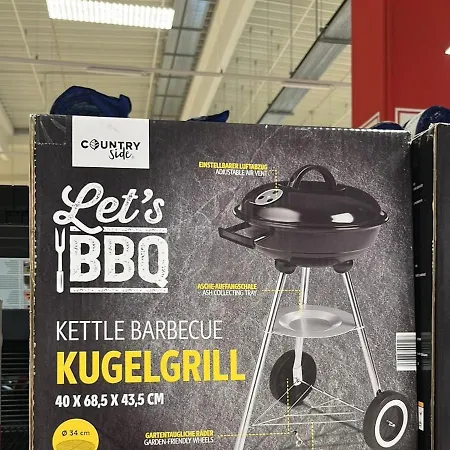 COUNTRY
Side
Let's
BBQ
EINSTELLBARER LUFTABZUG
ADJUSTABLE AIR VENT
ASCHE-AUFFANGSCHALE
ASH COLLECTING TRAY
KETTLE BARBECUE
KUGELGRILL
40 X 68,5 X 43,5 CM
Ø 34 cm
GARTENTAUGLICHE RÄDER
GARDEN-FRIENDLY WHEELS